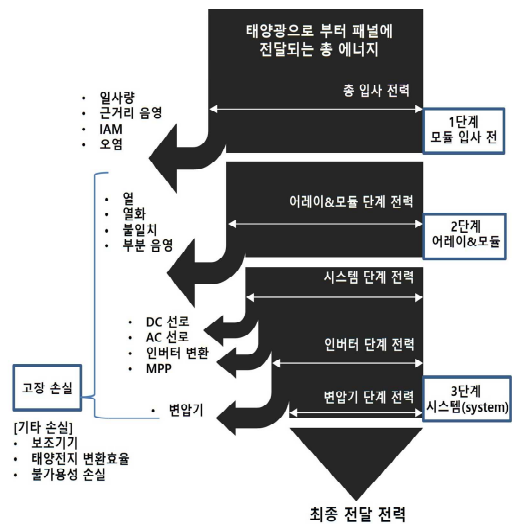 태양광으로 부터 패널에
전달되는 총 에너지
총 입사 전력
• 일사량
• 근거리 음영
• IAM
• 오염
1단계
모듈 입사 전
어레이&모듈 단계 전력
• 열
• 열화
• 불일치
• 부분 음영
2단계
어레이&모듈
시스템 단계 전력
• DC 선로
• AC 선로
• 인버터 변환
• MPP
인버터 단계 전력
변압기 단계 전력
• 변압기
3단계
시스템(system)
고장 손실
[기타 손실]
• 보조기기
• 태양진지 변환효율
• 불가용성 손실
최종 전달 전력